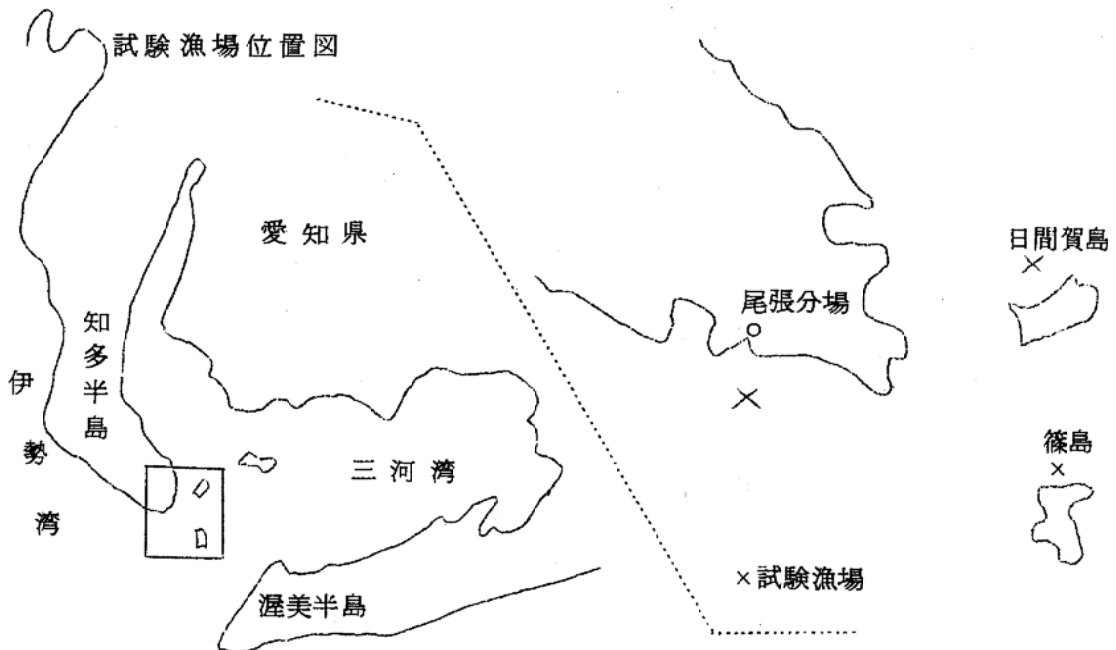 試験漁場位置図
愛知県
知多半島
伊勢湾
三河湾
渥美半島
日間賀島
×
尾張分場
×
篠島
×
×試験漁場